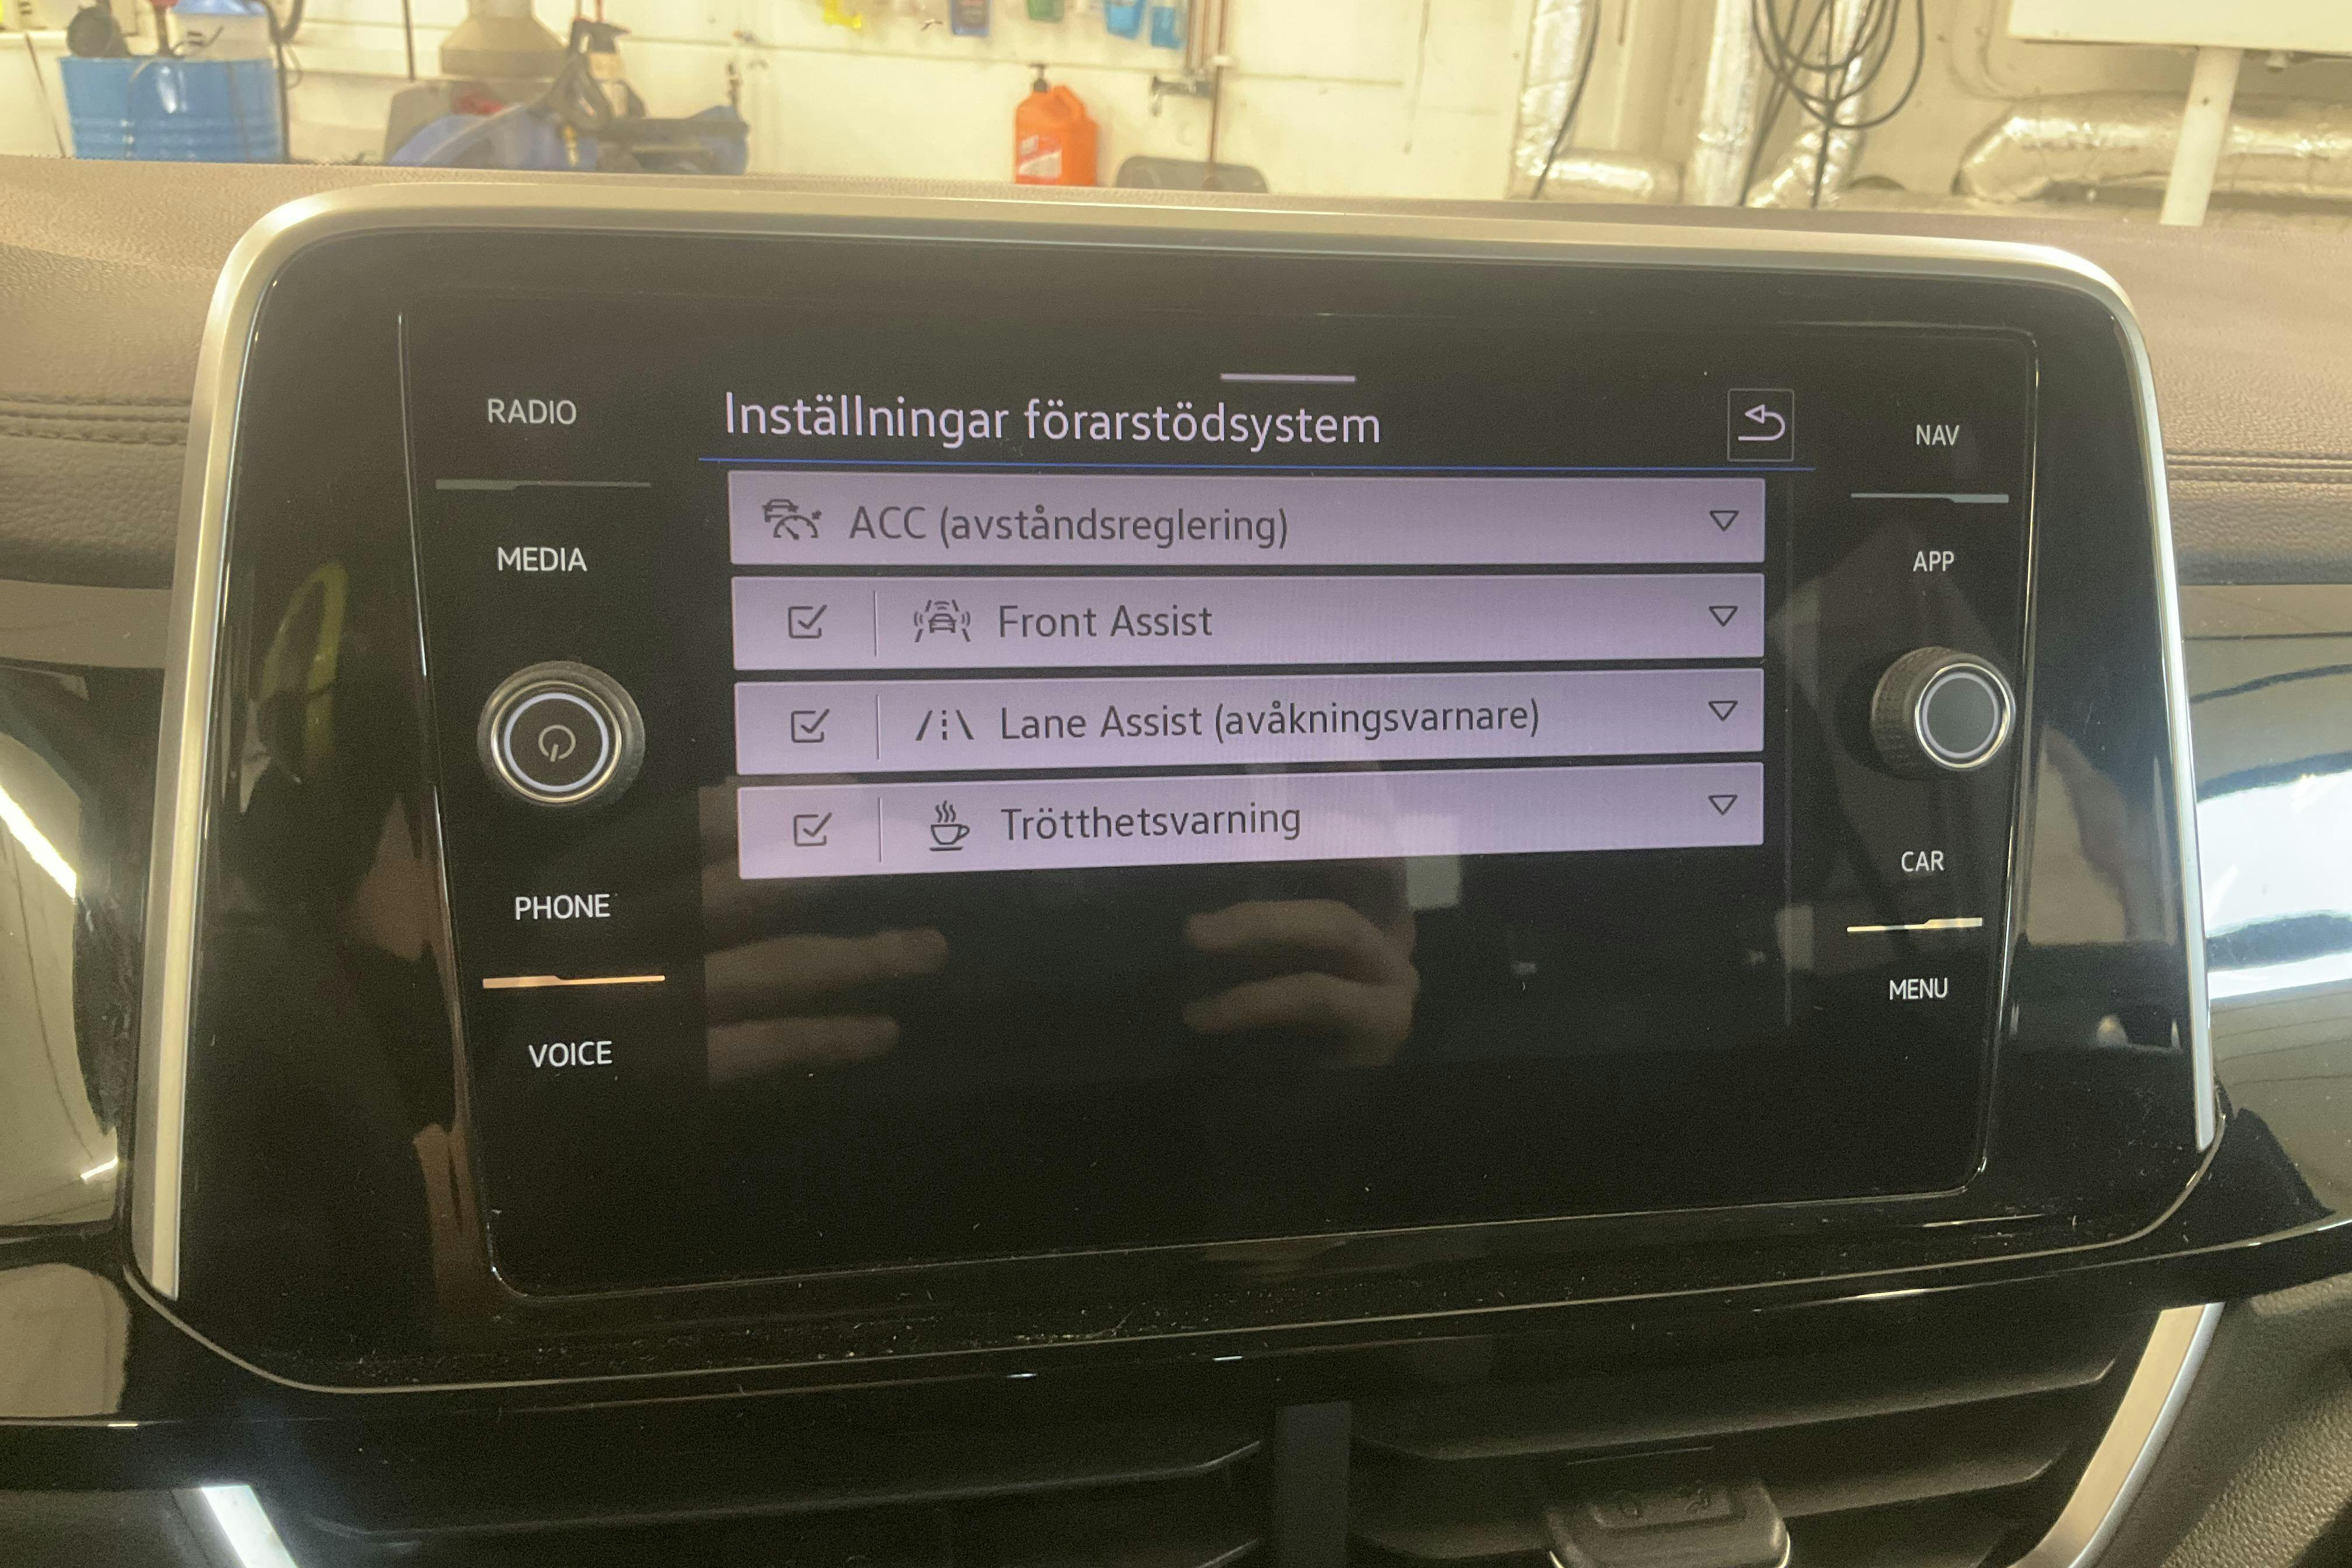 RADIO
MEDIA
PHONE
VOICE
Inställningar förarstödsystem
ACC (avståndsreglering)
Front Assist
Lane Assist (avåkningsvarnare)
Trötthetsvarning
NAV
APP
CAR
MENU